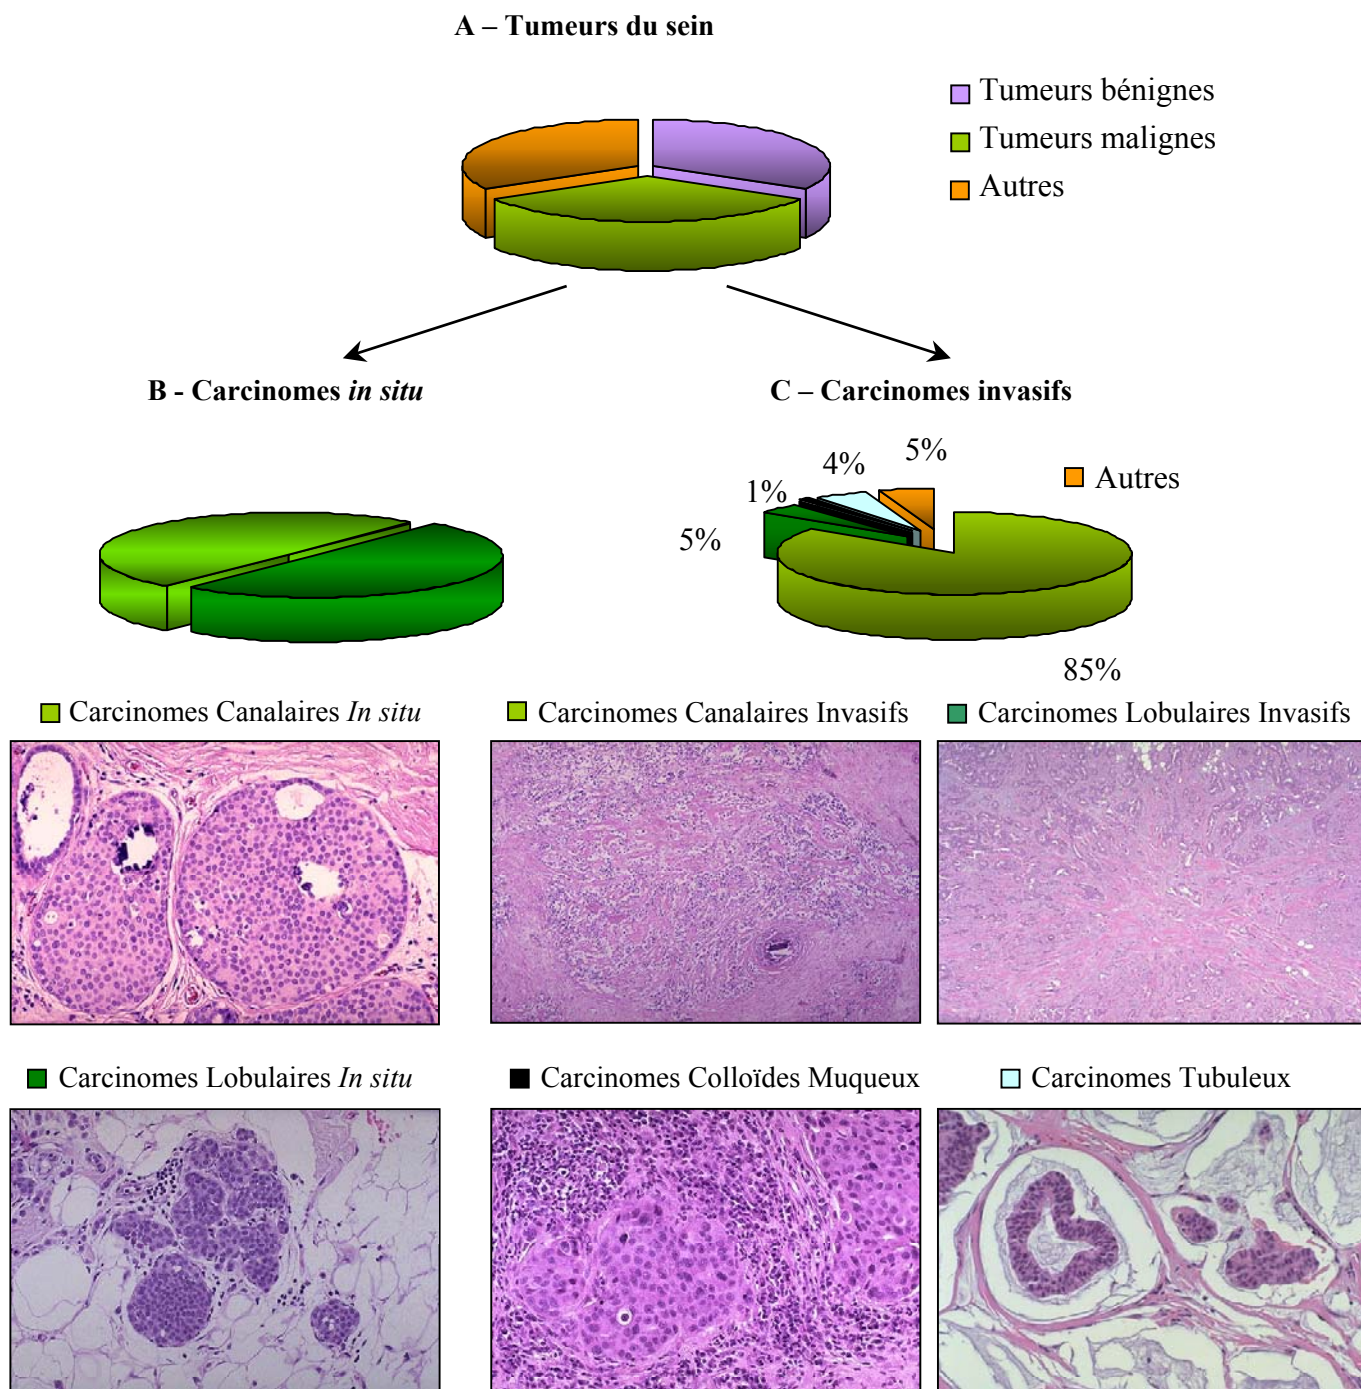 A – Tumeurs du sein
Tumeurs bénignes
Tumeurs malignes
Autres
B - Carcinomes in situ
C – Carcinomes invasifs
5%
4%
1%
5%
Autres
85%
Carcinomes Canalaires In situ
Carcinomes Canalaires Invasifs
Carcinomes Lobulaires Invasifs
Carcinomes Lobulaires In situ
Carcinomes Colloïdes Muqueux
Carcinomes Tubuleux